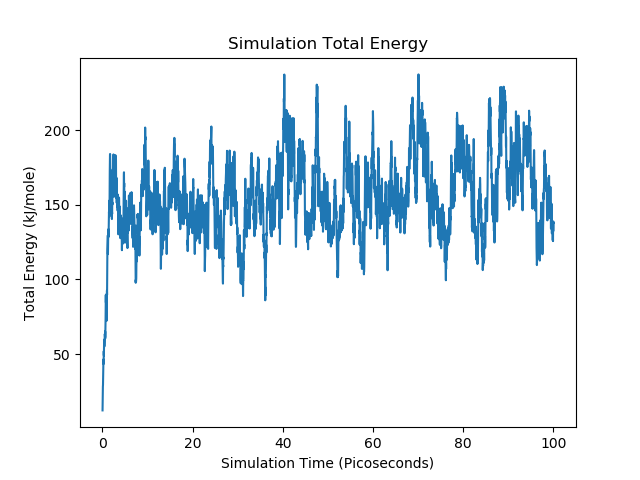 Simulation Total Energy
Total Energy (kJ/mole)
200
150
100
50
0 20 40 60 80 100
Simulation Time (Picoseconds)